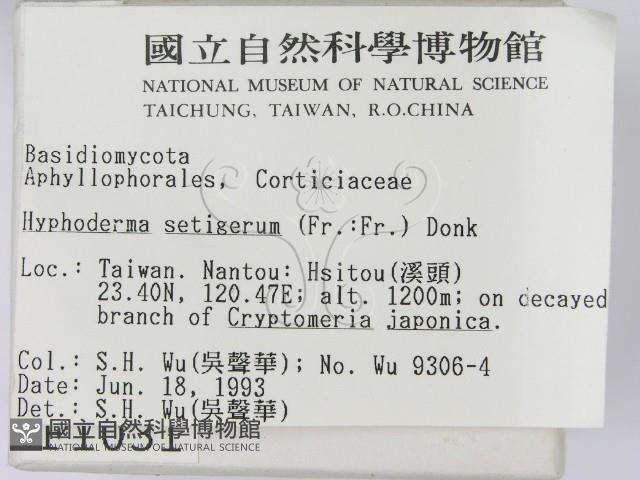 國立自然科學博物館
NATIONAL MUSEUM OF NATURAL SCIENCE
TAICHUNG, TAIWAN, R.O.CHINA
Basidiomycota
Aphyllophorales, Corticiaceae
Hyphoderma setigerum (Fr.:Fr.) Donk
Loc.: Taiwan. Nantou: Hsitou(溪頭)
23.40N, 120.47E; alt. 1200m; on decayed
branch of Cryptomeria japonica.
Col.: S.H. Wu(吳聲華); No. Wu 9306-4
Date: Jun. 18, 1993
Det.: S.H. Wu(吳聲華)
國立自然科學博物館
NATIONAL MUSEUM OF NATURAL SCIENCE